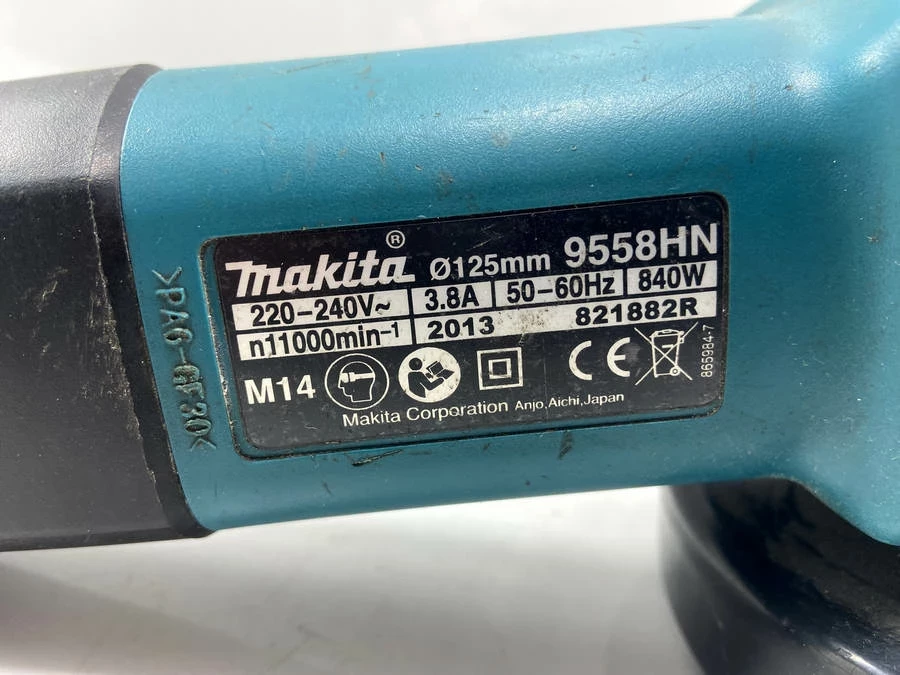 makita® Ø125mm 9558HN
220-240V~ 3.8A 50-60Hz 840W
n11000min-1 2013 821882R
M14 CE 865984-7
Makita Corporation Anjo,Aichi,Japan
>PA6-GF30<